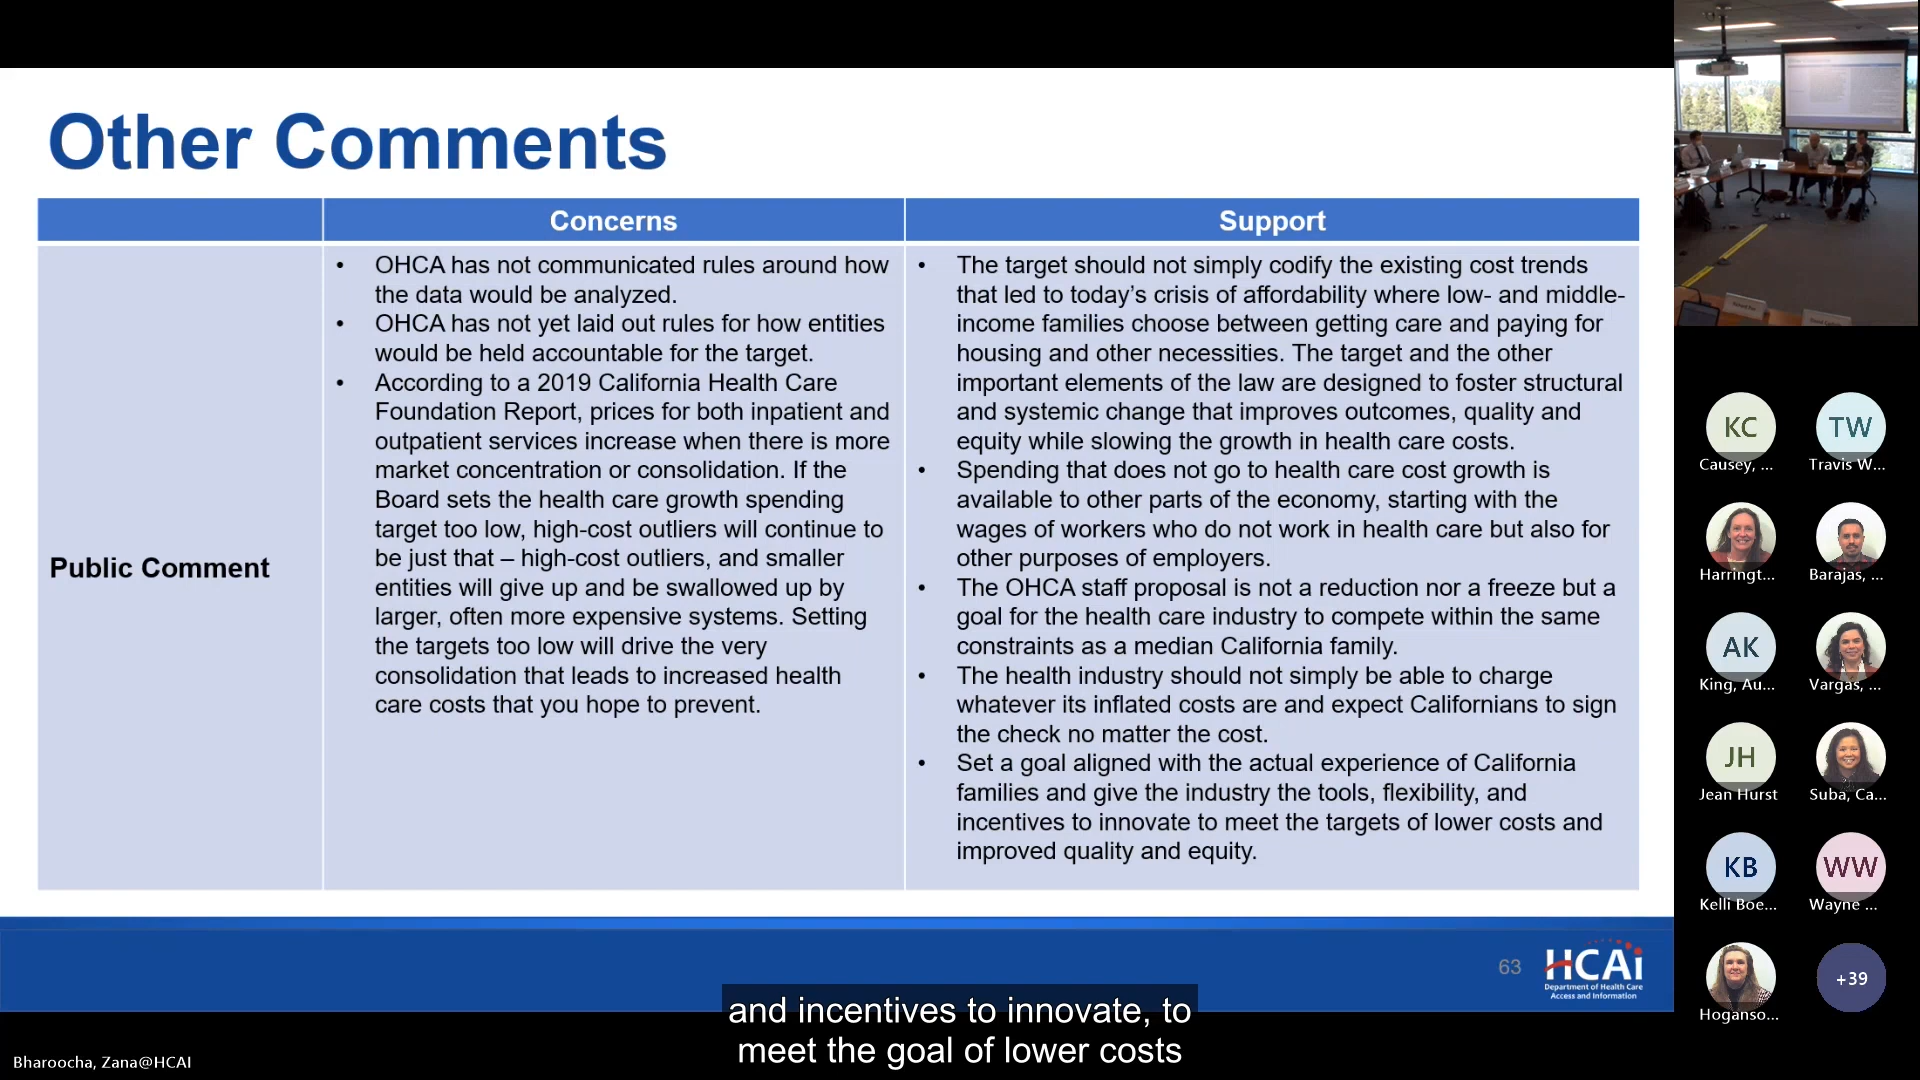 Other Comments
Concerns
Support
Public Comment
• OHCA has not communicated rules around how
the data would be analyzed.
• OHCA has not yet laid out rules for how entities
would be held accountable for the target.
• According to a 2019 California Health Care
Foundation Report, prices for both inpatient and
outpatient services increase when there is more
market concentration or consolidation. If the
Board sets the health care growth spending
target too low, high-cost outliers will continue to
be just that – high-cost outliers, and smaller
entities will give up and be swallowed up by
larger, often more expensive systems. Setting
the targets too low will drive the very
consolidation that leads to increased health
care costs that you hope to prevent.
• The target should not simply codify the existing cost trends
that led to today's crisis of affordability where low- and middle-
income families choose between getting care and paying for
housing and other necessities. The target and the other
important elements of the law are designed to foster structural
and systemic change that improves outcomes, quality and
equity while slowing the growth in health care costs.
• Spending that does not go to health care cost growth is
available to other parts of the economy, starting with the
wages of workers who do not work in health care but also for
other purposes of employers.
• The OHCA staff proposal is not a reduction nor a freeze but a
goal for the health care industry to compete within the same
constraints as a median California family.
• The health industry should not simply be able to charge
whatever its inflated costs are and expect Californians to sign
the check no matter the cost.
• Set a goal aligned with the actual experience of California
families and give the industry the tools, flexibility, and
incentives to innovate to meet the targets of lower costs and
improved quality and equity.
63
HCAi
Department of Health Care
Access and Information
and incentives to innovate, to
meet the goal of lower costs
Bharoocha, Zana@HCAI
KC
Causey, ...
TW
Travis W...
Harringt...
Barajas, ...
AK
King, Au...
Vargas, ...
JH
Jean Hurst
Suba, Ca...
KB
Kelli Boe...
WW
Wayne ...
Hoganso...
+39